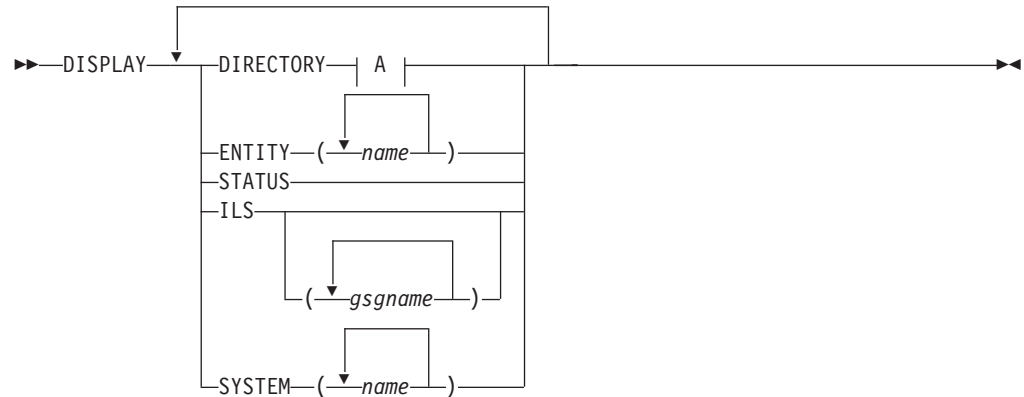 DISPLAY DIRECTORY A
ENTITY ( name )
STATUS
ILS
( gsgname )
SYSTEM ( name )